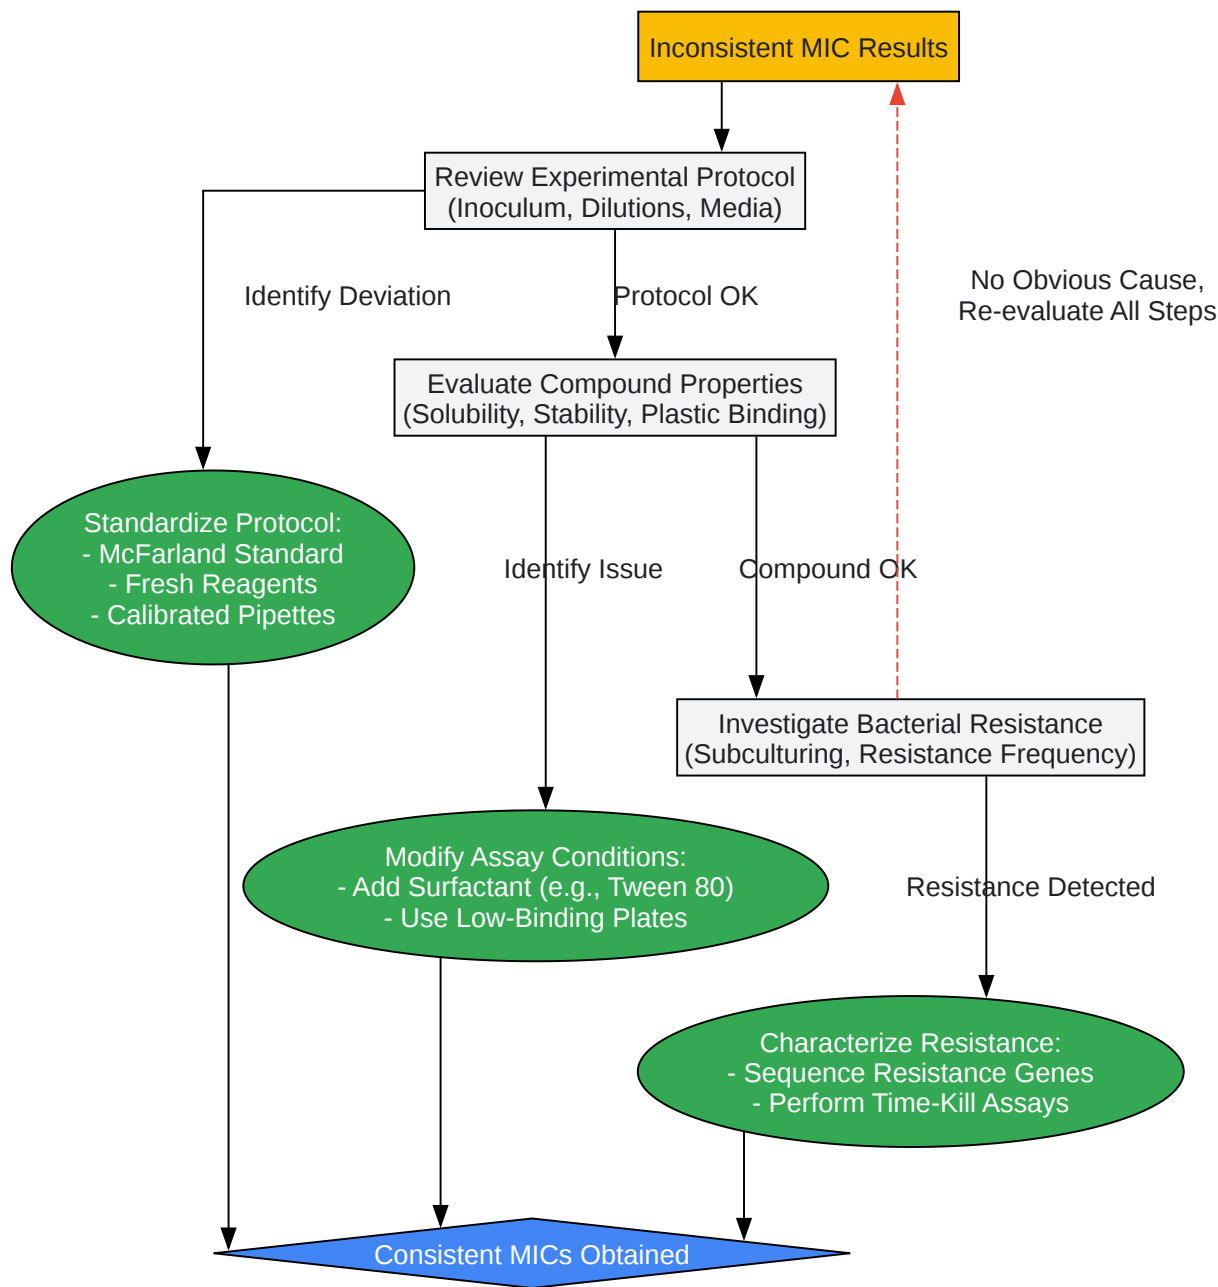 Inconsistent MIC Results
Review Experimental Protocol
(Inoculum, Dilutions, Media)
Identify Deviation
Protocol OK
No Obvious Cause,
Re-evaluate All Steps
Evaluate Compound Properties
(Solubility, Stability, Plastic Binding)
Standardize Protocol:
- McFarland Standard
- Fresh Reagents
- Calibrated Pipettes
Identify Issue
Compound OK
Investigate Bacterial Resistance
(Subculturing, Resistance Frequency)
Modify Assay Conditions:
- Add Surfactant (e.g., Tween 80)
- Use Low-Binding Plates
Resistance Detected
Characterize Resistance:
- Sequence Resistance Genes
- Perform Time-Kill Assays
Consistent MICs Obtained